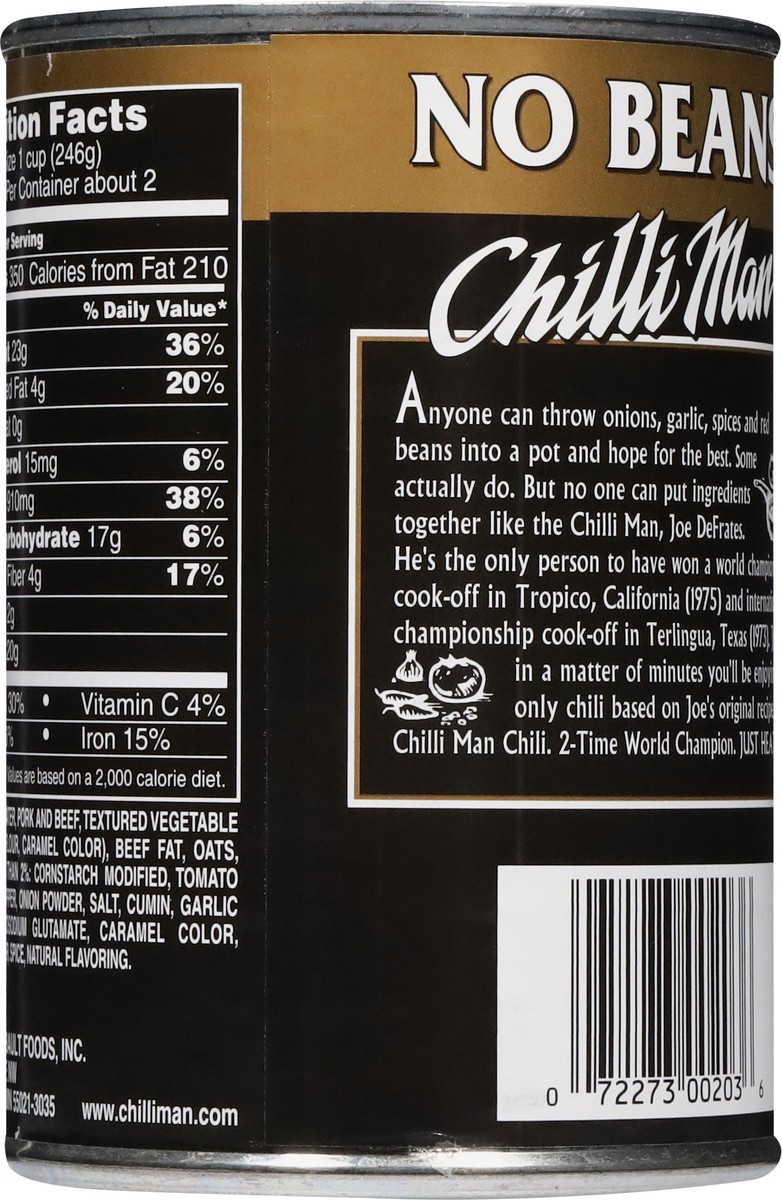 tion Facts
ze 1 cup (246g)
Per Container about 2
r Serving
350 Calories from Fat 210
% Daily Value*
t 23g 36%
ed Fat 4g 20%
at 0g
erol 15mg 6%
910mg 38%
rbohydrate 17g 6%
Fiber 4g 17%
2g
20g
30% • Vitamin C 4%
% • Iron 15%
Values are based on a 2,000 calorie diet.
TER, PORK AND BEEF, TEXTURED VEGETABLE
LOUR, CARAMEL COLOR), BEEF FAT, OATS,
THAN 2%: CORNSTARCH MODIFIED, TOMATO
PER, ONION POWDER, SALT, CUMIN, GARLIC
SODIUM GLUTAMATE, CARAMEL COLOR,
SPICE, NATURAL FLAVORING.
AULT FOODS, INC.
NW
MN 55021-3035 www.chilliman.com
NO BEANS
Chilli Man
Anyone can throw onions, garlic, spices and red
beans into a pot and hope for the best. Some
actually do. But no one can put ingredients
together like the Chilli Man, Joe DeFrates.
He's the only person to have won a world champio
cook-off in Tropico, California (1975) and internati
championship cook-off in Terlingua, Texas (1973).
in a matter of minutes you'll be enjoyi
only chili based on Joe's original recipe
Chilli Man Chili. 2-Time World Champion. JUST HEA
0 72273 00203 6